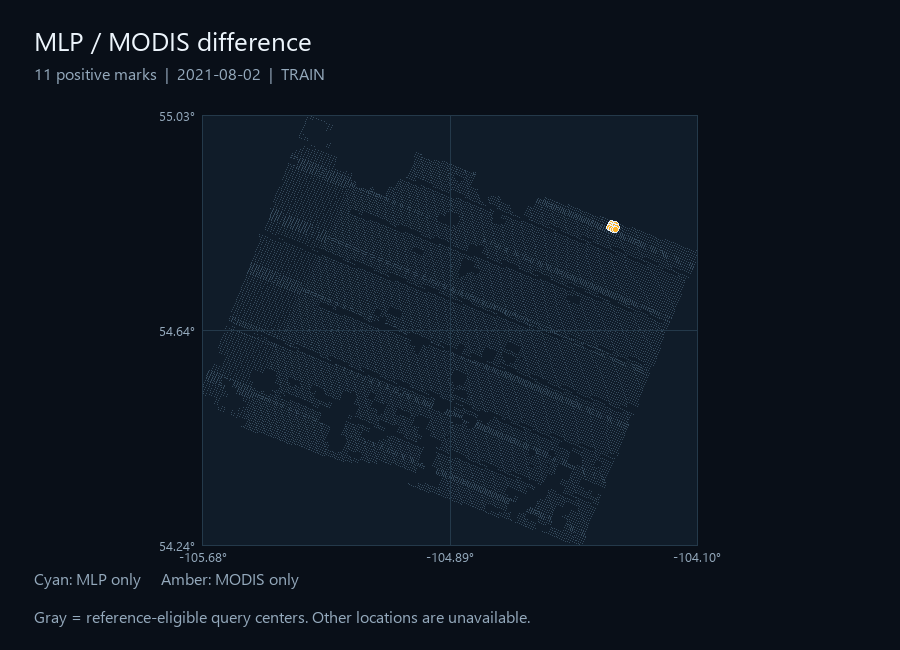 MLP / MODIS difference
11 positive marks | 2021-08-02 | TRAIN
55.03°
54.64°
54.24°
-105.68° -104.89° -104.10°
Cyan: MLP only Amber: MODIS only
Gray = reference-eligible query centers. Other locations are unavailable.